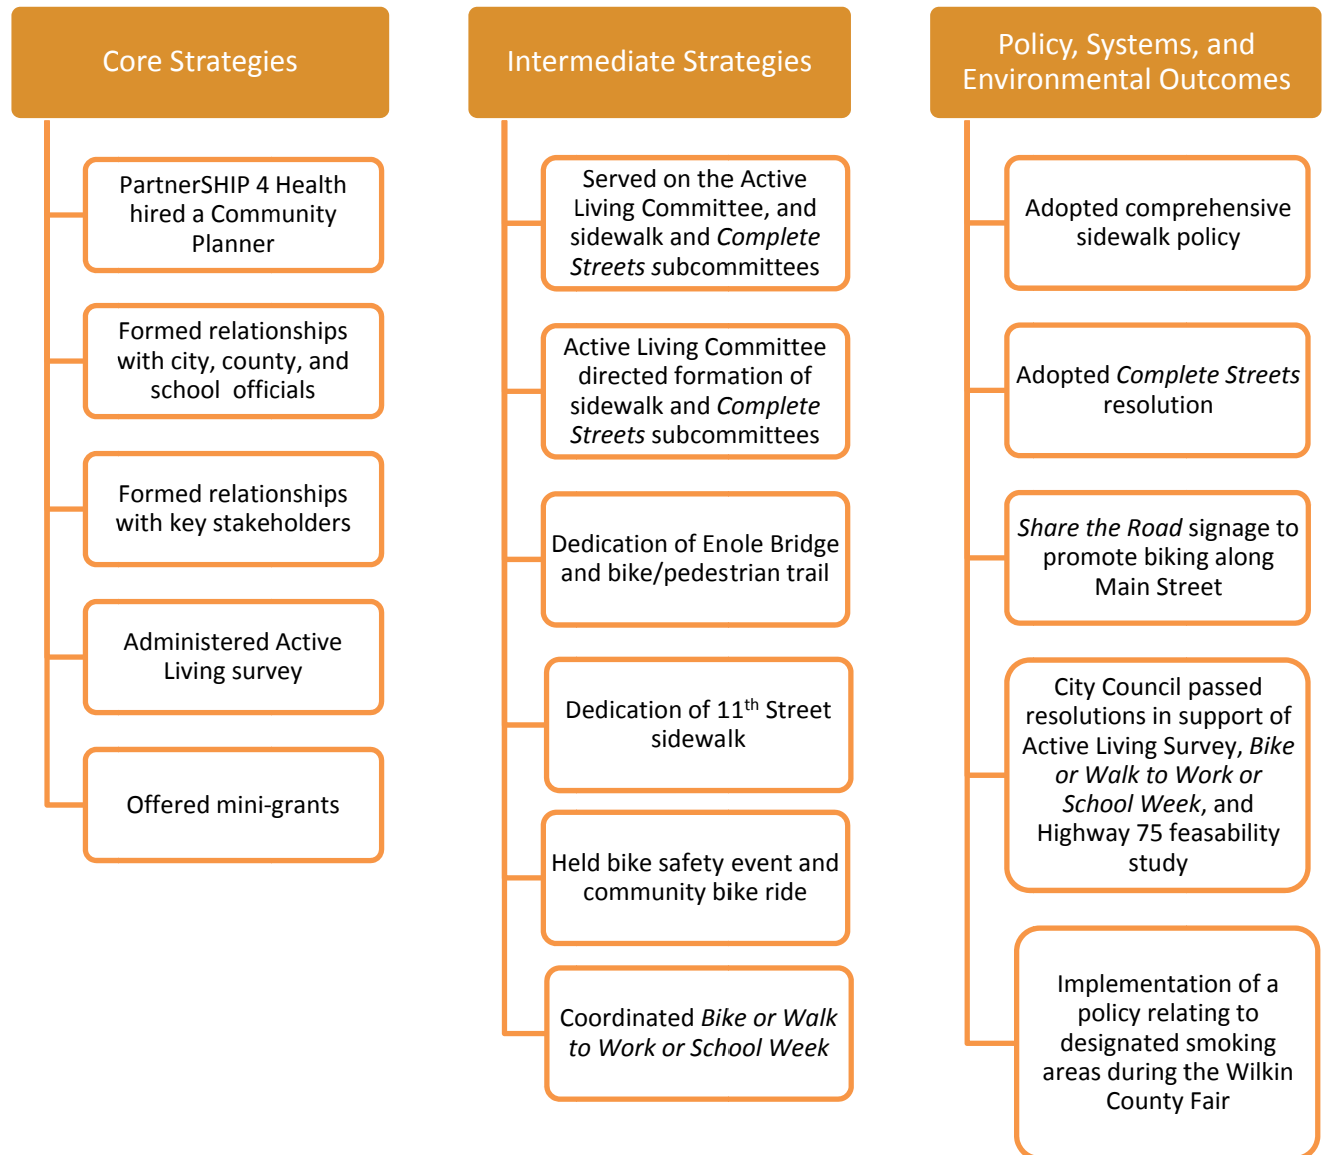 Core Strategies
PartnerSHIP 4 Health
hired a Community
Planner
Formed relationships
with city, county, and
school officials
Formed relationships
with key stakeholders
Administered Active
Living survey
Offered mini-grants
Intermediate Strategies
Served on the Active
Living Committee, and
sidewalk and Complete
Streets subcommittees
Active Living Committee
directed formation of
sidewalk and Complete
Streets subcommittees
Dedication of Enole Bridge
and bike/pedestrian trail
Dedication of 11th Street
sidewalk
Held bike safety event and
community bike ride
Coordinated Bike or Walk
to Work or School Week
Policy, Systems, and
Environmental Outcomes
Adopted comprehensive
sidewalk policy
Adopted Complete Streets
resolution
Share the Road signage to
promote biking along
Main Street
City Council passed
resolutions in support of
Active Living Survey, Bike
or Walk to Work or
School Week, and
Highway 75 feasability
study
Implementation of a
policy relating to
designated smoking
areas during the Wilkin
County Fair